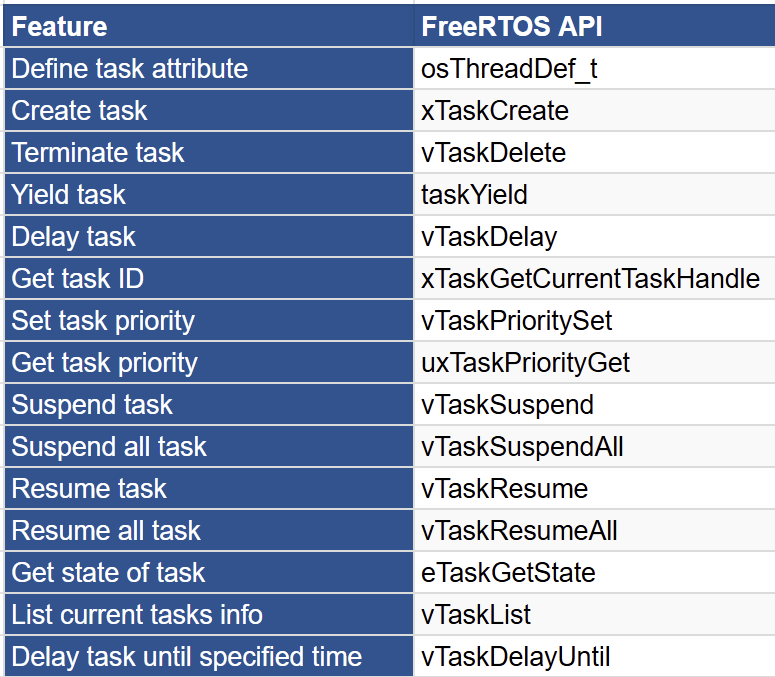 Feature FreeRTOS API
Define task attribute osThreadDef_t
Create task xTaskCreate
Terminate task vTaskDelete
Yield task taskYield
Delay task vTaskDelay
Get task ID xTaskGetCurrentTaskHandle
Set task priority vTaskPrioritySet
Get task priority uxTaskPriorityGet
Suspend task vTaskSuspend
Suspend all task vTaskSuspendAll
Resume task vTaskResume
Resume all task vTaskResumeAll
Get state of task eTaskGetState
List current tasks info vTaskList
Delay task until specified time vTaskDelayUntil